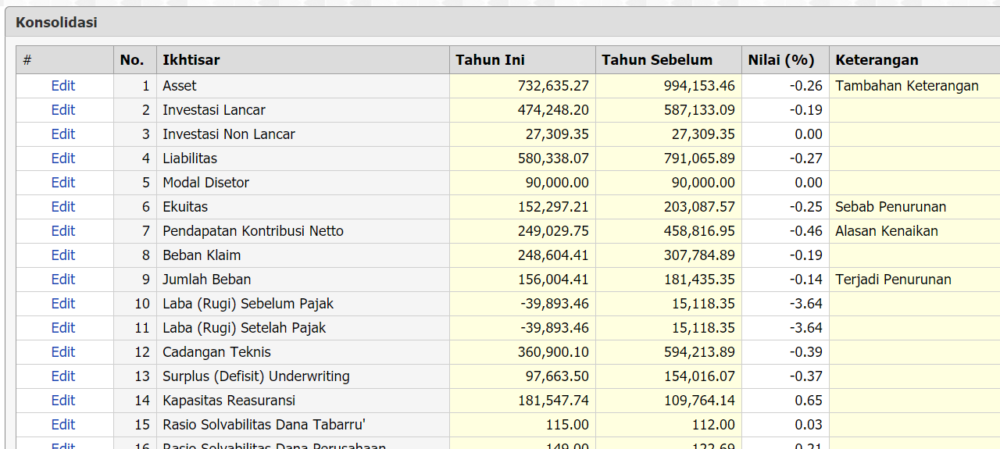 Konsolidasi
# No. Ikhtisar Tahun Ini Tahun Sebelum Nilai (%) Keterangan
Edit 1 Asset 732,635.27 994,153.46 -0.26 Tambahan Keterangan
Edit 2 Investasi Lancar 474,248.20 587,133.09 -0.19
Edit 3 Investasi Non Lancar 27,309.35 27,309.35 0.00
Edit 4 Liabilitas 580,338.07 791,065.89 -0.27
Edit 5 Modal Disetor 90,000.00 90,000.00 0.00
Edit 6 Ekuitas 152,297.21 203,087.57 -0.25 Sebab Penurunan
Edit 7 Pendapatan Kontribusi Netto 249,029.75 458,816.95 -0.46 Alasan Kenaikan
Edit 8 Beban Klaim 248,604.41 307,784.89 -0.19
Edit 9 Jumlah Beban 156,004.41 181,435.35 -0.14 Terjadi Penurunan
Edit 10 Laba (Rugi) Sebelum Pajak -39,893.46 15,118.35 -3.64
Edit 11 Laba (Rugi) Setelah Pajak -39,893.46 15,118.35 -3.64
Edit 12 Cadangan Teknis 360,900.10 594,213.89 -0.39
Edit 13 Surplus (Defisit) Underwriting 97,663.50 154,016.07 -0.37
Edit 14 Kapasitas Reasuransi 181,547.74 109,764.14 0.65
Edit 15 Rasio Solvabilitas Dana Tabarru' 115.00 112.00 0.03
Edit 16 Rasio Solvabilitas Dana Perusahaan 149.00 122.69 0.21